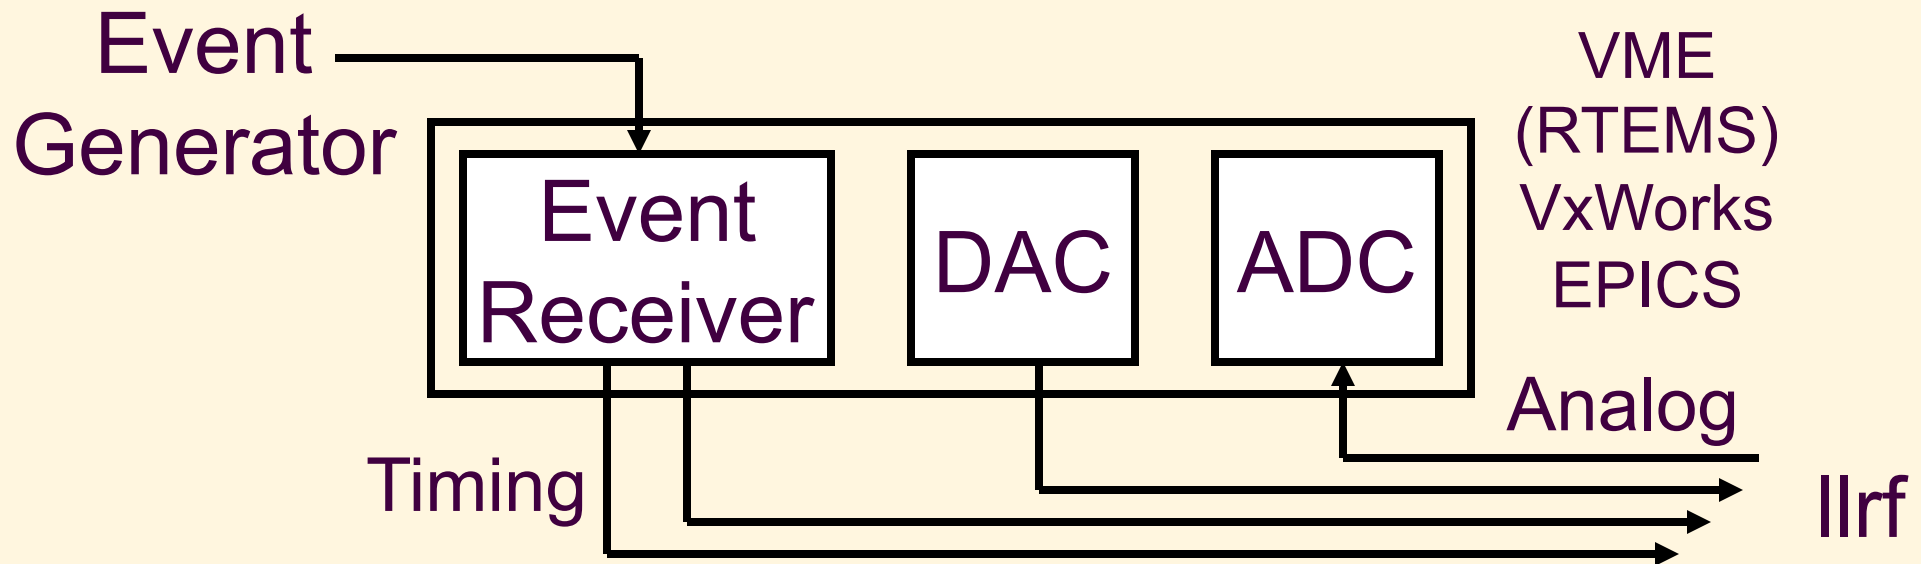 Event
Generator
VME
(RTEMS)
VxWorks
EPICS
Event
Receiver
DAC
ADC
Analog
Timing
llrf